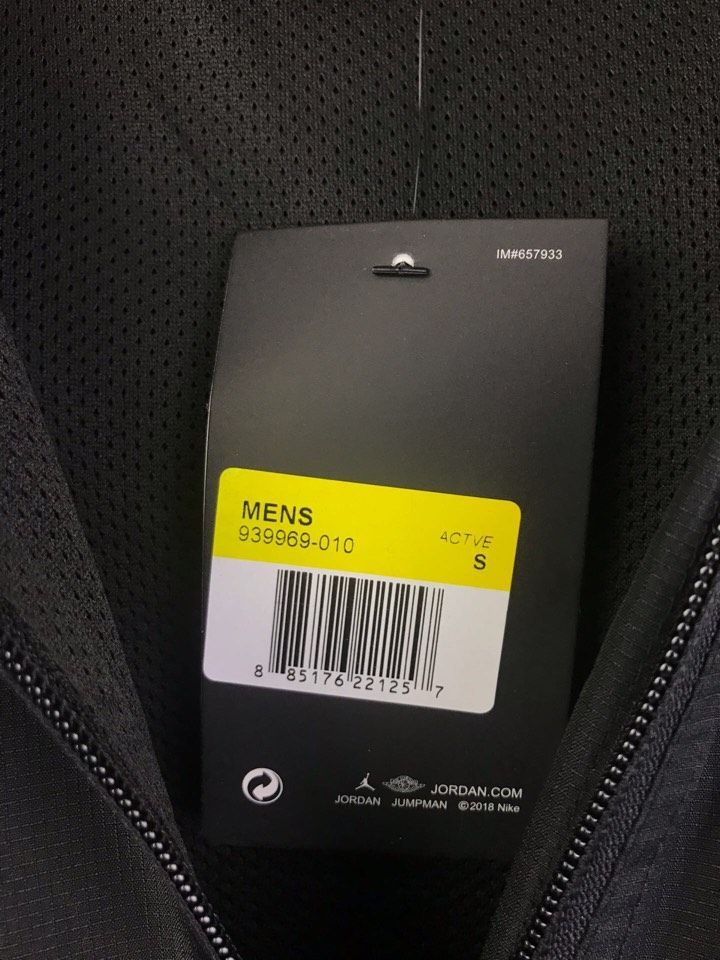 IM#657933
MENS
939969-010
ACTVE
S
8 85176 22125 7
JORDAN.COM
JORDAN JUMPMAN ©2018 Nike